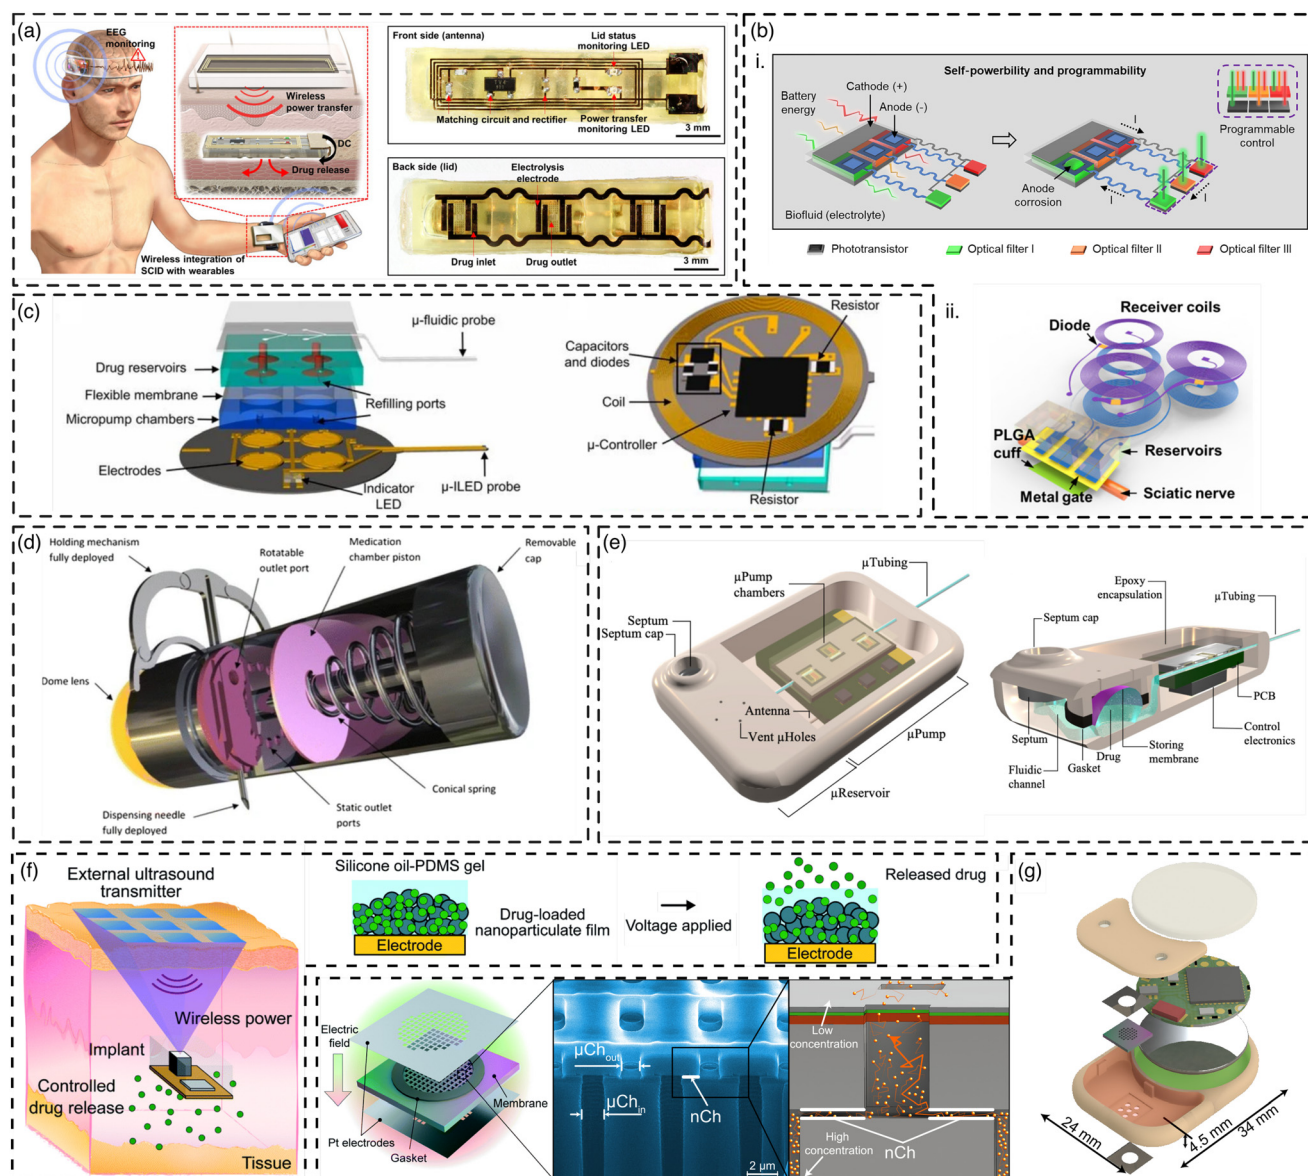 (a)
EEG
monitoring
Wireless
power transfer
DC
Drug release
Wireless integration of
SCID with wearables
Front side (antenna)
Lid status
monitoring LED
Matching circuit and rectifier
Power transfer
monitoring LED
3 mm
Back side (lid)
Electrolysis
electrode
Drug inlet
Drug outlet
3 mm
(b)
i.
Self-powerbility and programmability
Battery
energy
Cathode (+)
Anode (-)
Biofluid (electrolyte)
Anode
corrosion
I
I
I
Programmable
control
Phototransistor
Optical filter I
Optical filter II
Optical filter III
ii.
Receiver coils
Diode
PLGA
cuff
Reservoirs
Metal gate
Sciatic nerve
(c)
µ-fluidic probe
Drug reservoirs
Flexible membrane
Refilling ports
Micropump chambers
Electrodes
Indicator
LED
µ-ILED probe
Resistor
Capacitors
and diodes
Coil
µ-Controller
Resistor
(d)
Holding mechanism
fully deployed
Rotatable
outlet port
Medication
chamber piston
Removable
cap
Dome lens
Conical spring
Static outlet
ports
Dispensing needle
fully deployed
(e)
µTubing
µPump
chambers
Septum
Septum cap
Antenna
Vent µHoles
µPump
µReservoir
Epoxy
encapsulation
µTubing
Septum cap
PCB
Septum
Control
electronics
Drug
Storing
membrane
Fluidic
channel
Gasket
(f)
External ultrasound
transmitter
Wireless power
Implant
Controlled
drug release
Tissue
Silicone oil-PDMS gel
Drug-loaded
nanoparticulate film
Electrode
Voltage applied
Released drug
Electrode
Electric
field
Membrane
Pt electrodes
Gasket
µChout
µChin
nCh
2 µm
Low
concentration
High
concentration
nCh
(g)
24 mm
4.5 mm
34 mm